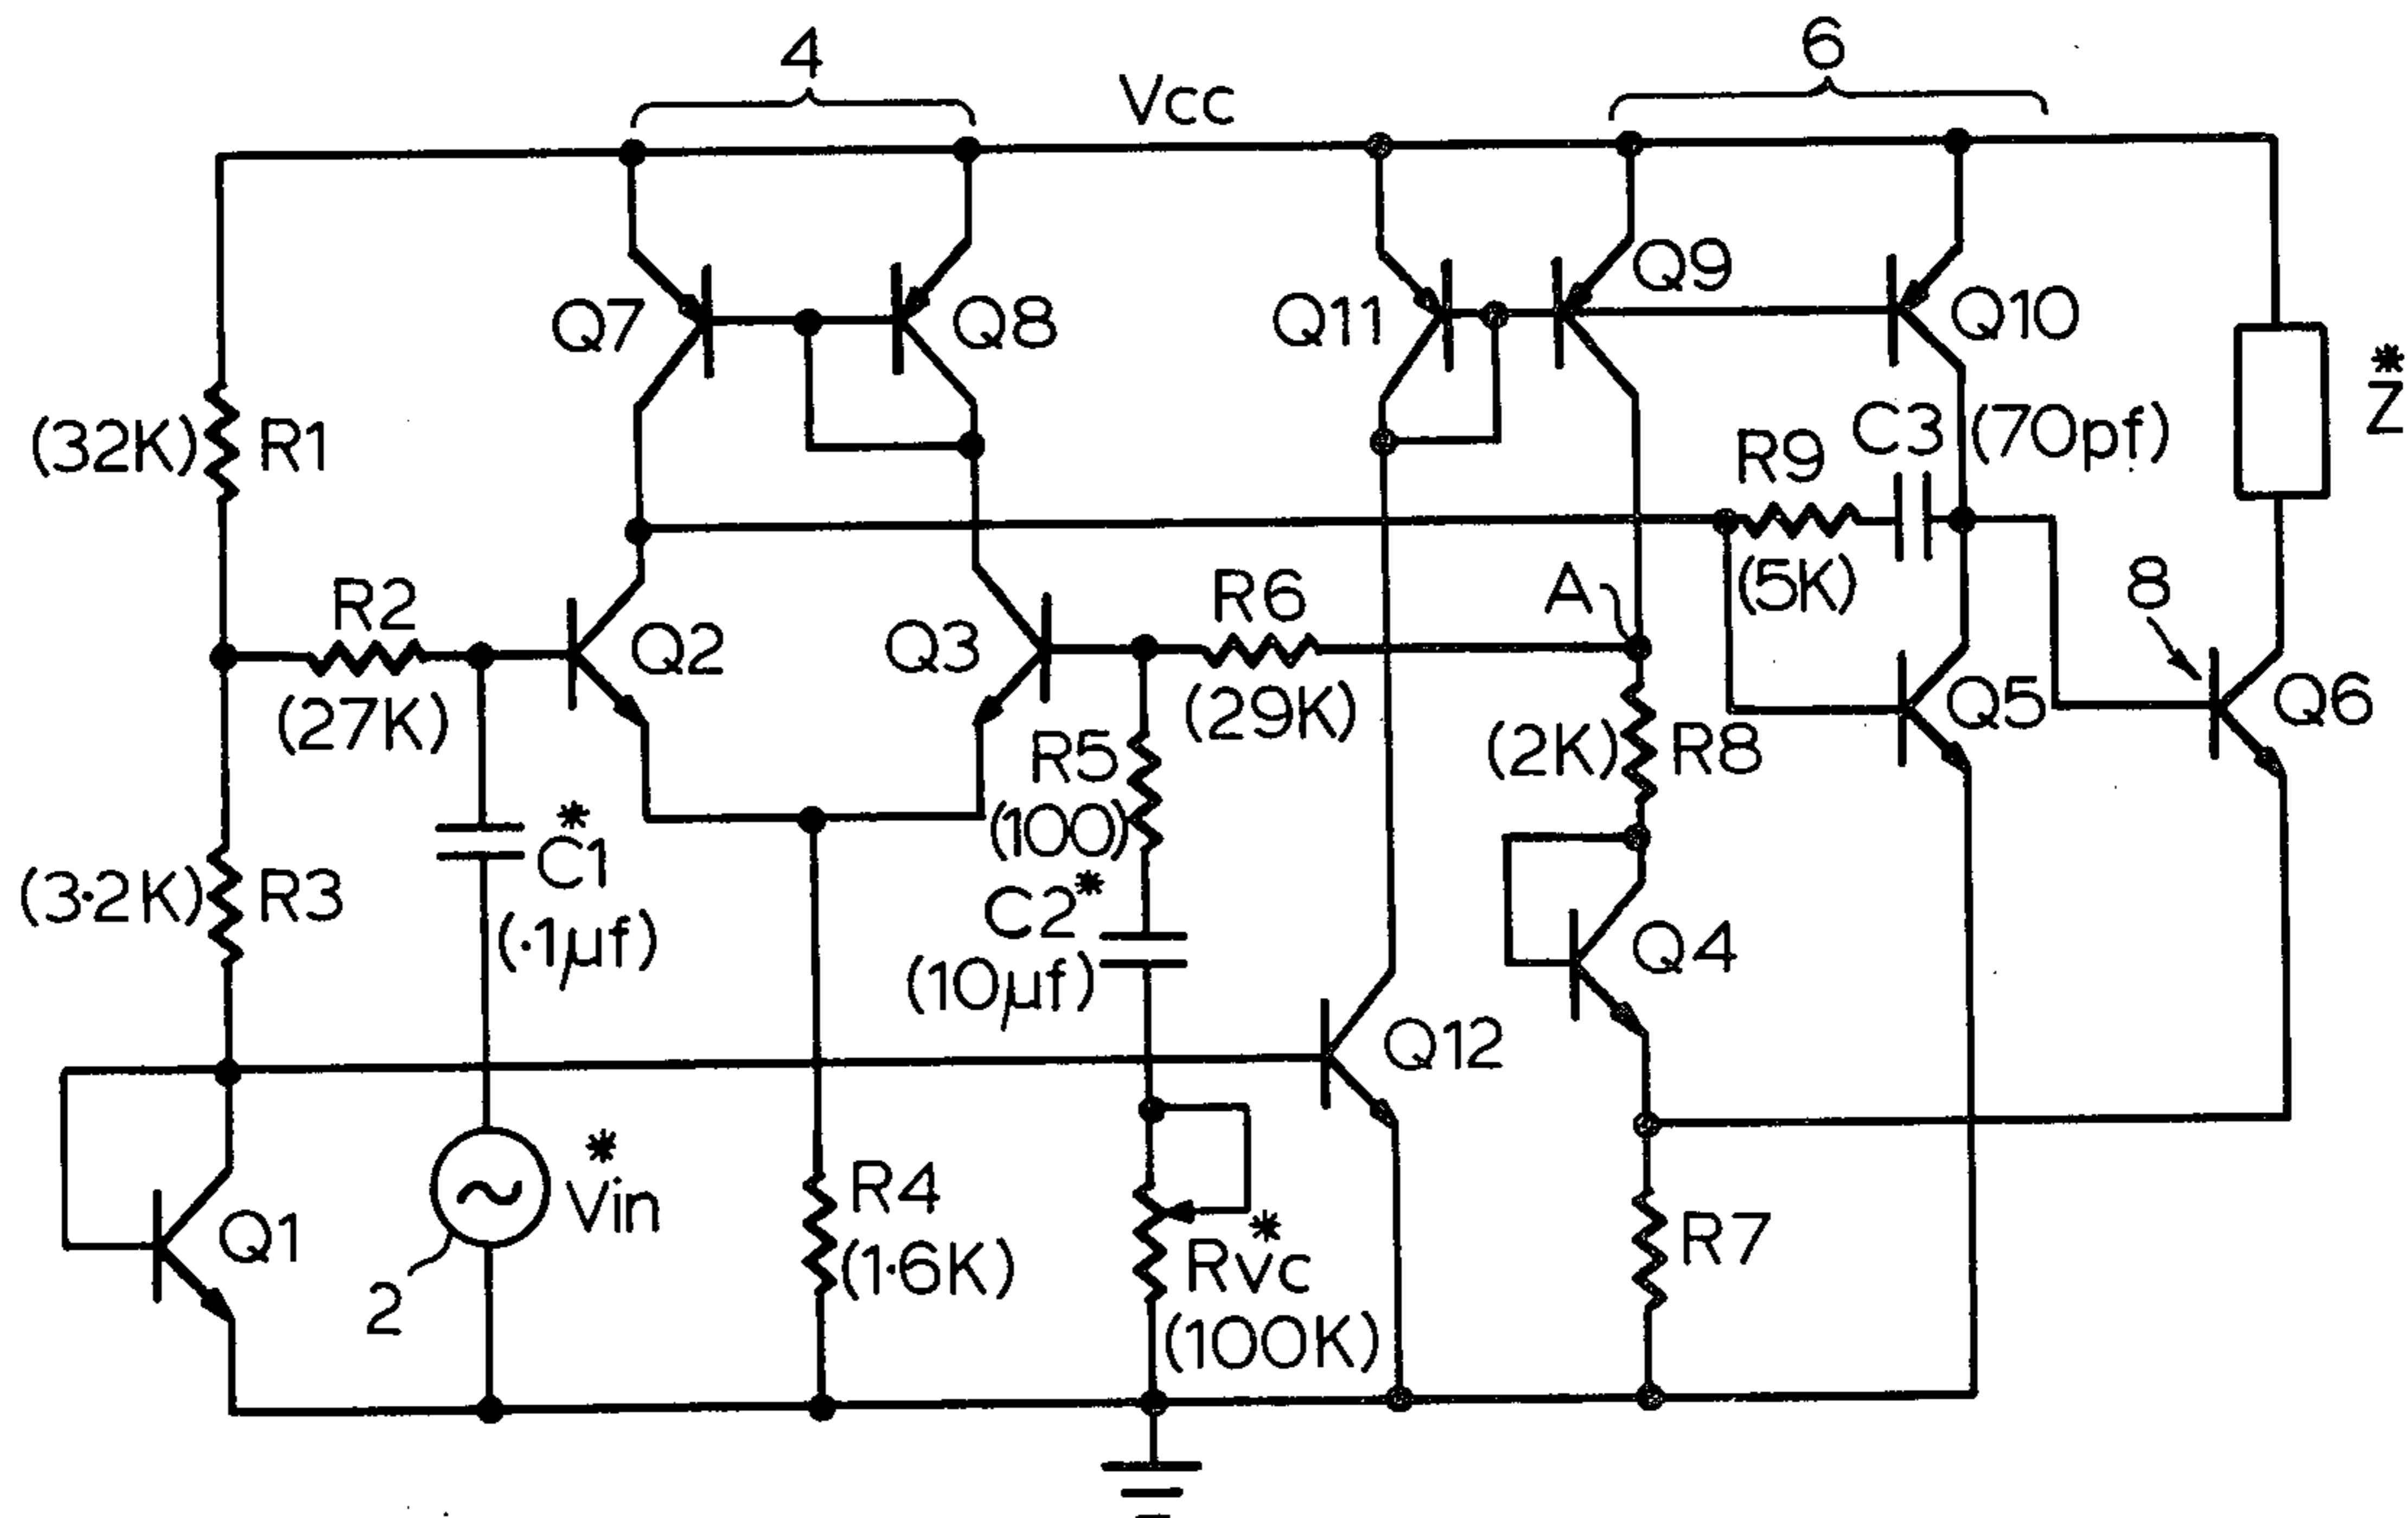 4
6
Vcc
Q7
Q8
Q11
Q9
Q10
*
Z
(32K) R1
R9
C3 (70pf)
(5K)
R2
(27K)
Q2
Q3
R6
(29K)
A
8
(2K) R8
Q5
Q6
R5
(100)
*
C1
(.1µf)
C2*
(10µf)
(3.2K) R3
Q4
Q12
*
Vin
2
Q1
R4
(1.6K)
*
Rvc
(100K)
R7